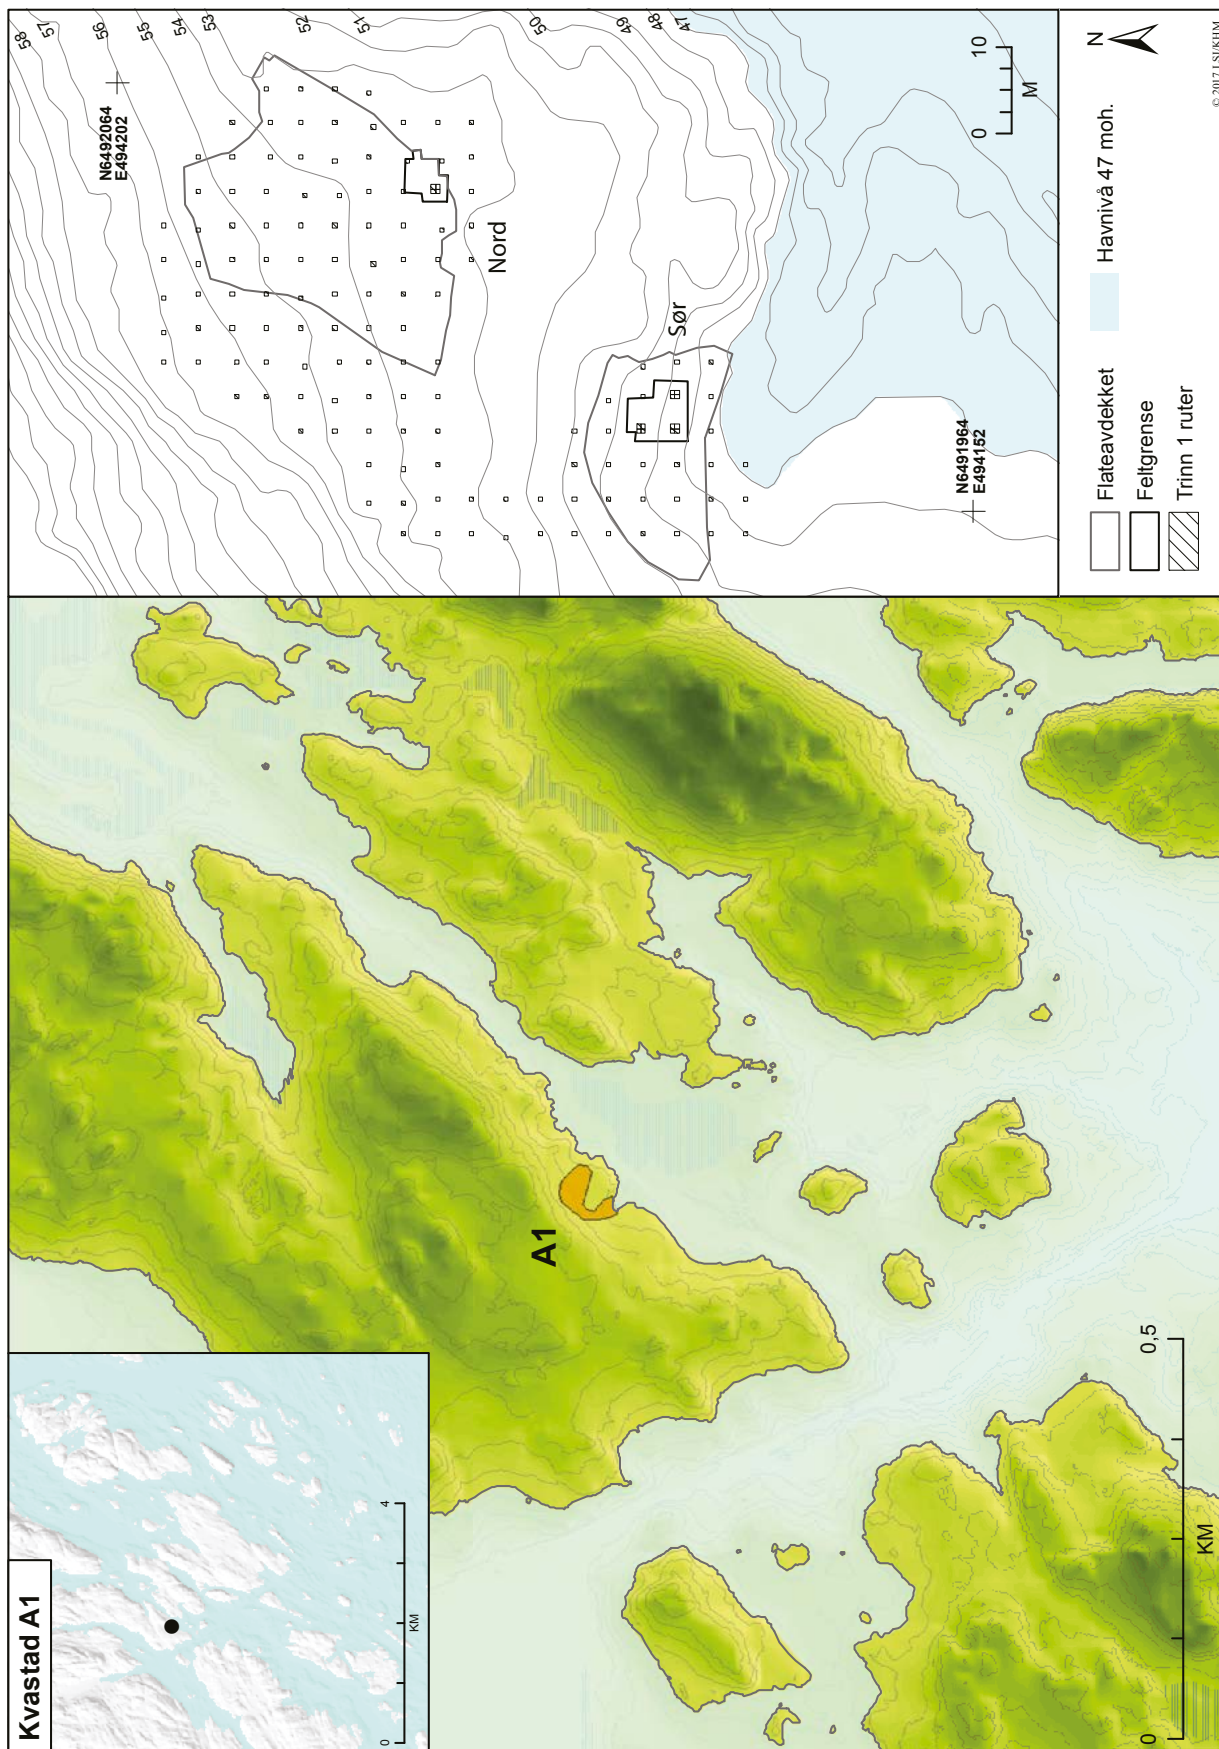 Kvastad A1
0
4
KM
A1
0
0,5
KM
58
57
56
55
54
53
52
51
50
49
48
47
N6492064
E494202
Nord
Sør
N6491964
E494152
0
10
M
Flateavdekket
Feltgrense
Trinn 1 ruter
Havnivå 47 moh.
N
© 2017 LSI/KHM